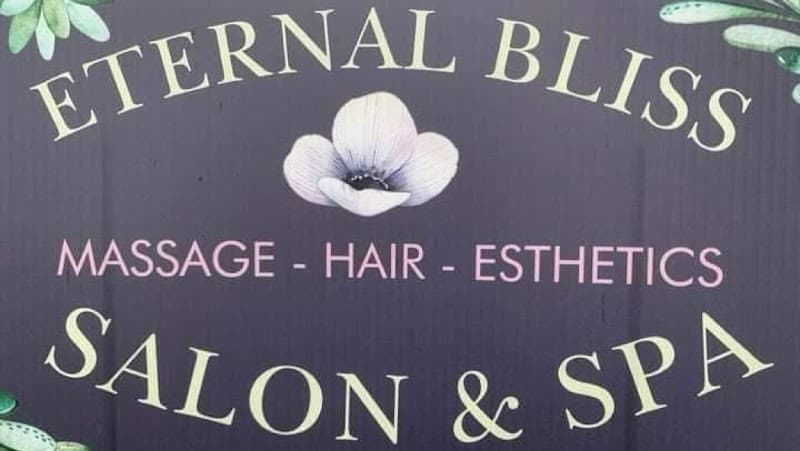 ETERNAL BLISS
MASSAGE - HAIR - ESTHETICS
SALON & SPA